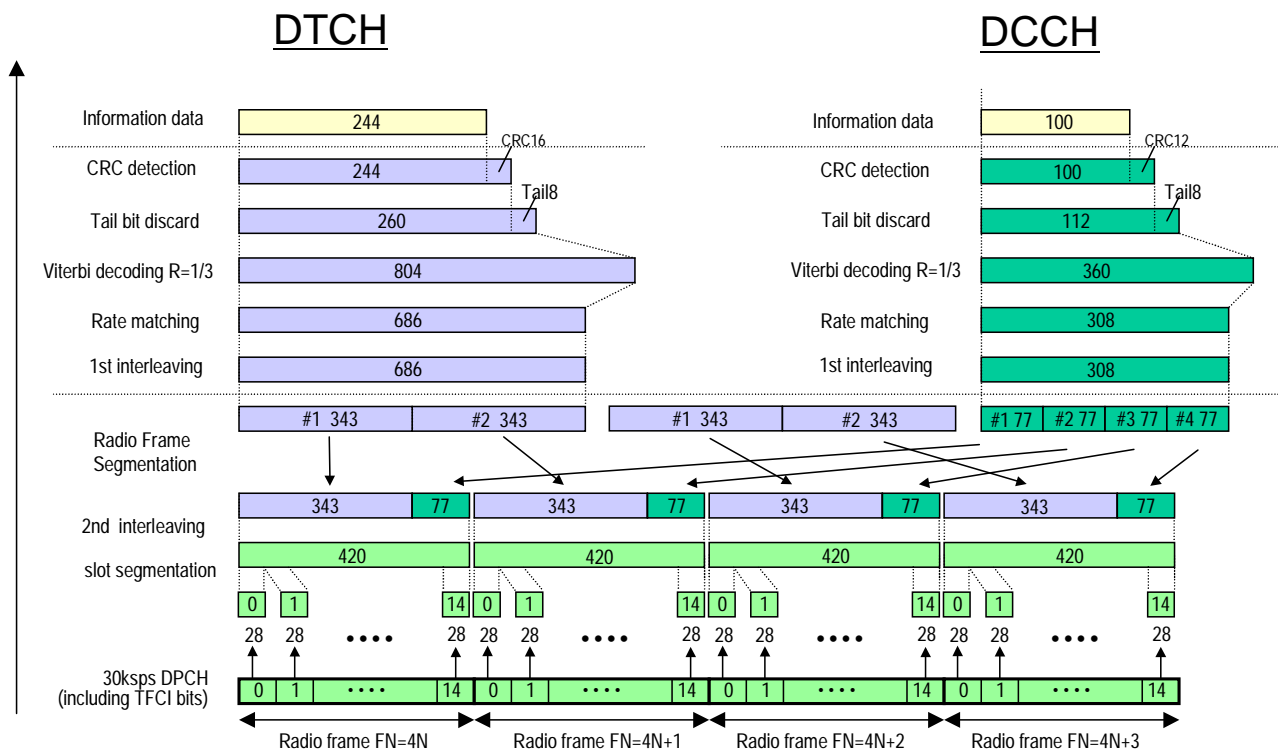 DTCH DCCH
Information data 244 Information data 100
CRC16 CRC12
CRC detection 244 CRC detection 100
Tail8 Tail8
Tail bit discard 260 Tail bit discard 112
Viterbi decoding R=1/3 804 Viterbi decoding R=1/3 360
Rate matching 686 Rate matching 308
1st interleaving 686 1st interleaving 308
#1 343 #2 343 #1 343 #2 343 #1 77 #2 77 #3 77 #4 77
Radio Frame
Segmentation
343 77 343 77 343 77 343 77
2nd interleaving
420 420 420 420
slot segmentation
0 1 14 0 1 14 0 1 14 0 1 14
28 28 •••• 28 28 28 •••• 28 28 28 •••• 28 28 28 •••• 28
30ksps DPCH
(including TFCI bits)
0 1 •••• 14 0 1 •••• 14 0 1 •••• 14 0 1 •••• 14
Radio frame FN=4N Radio frame FN=4N+1 Radio frame FN=4N+2 Radio frame FN=4N+3